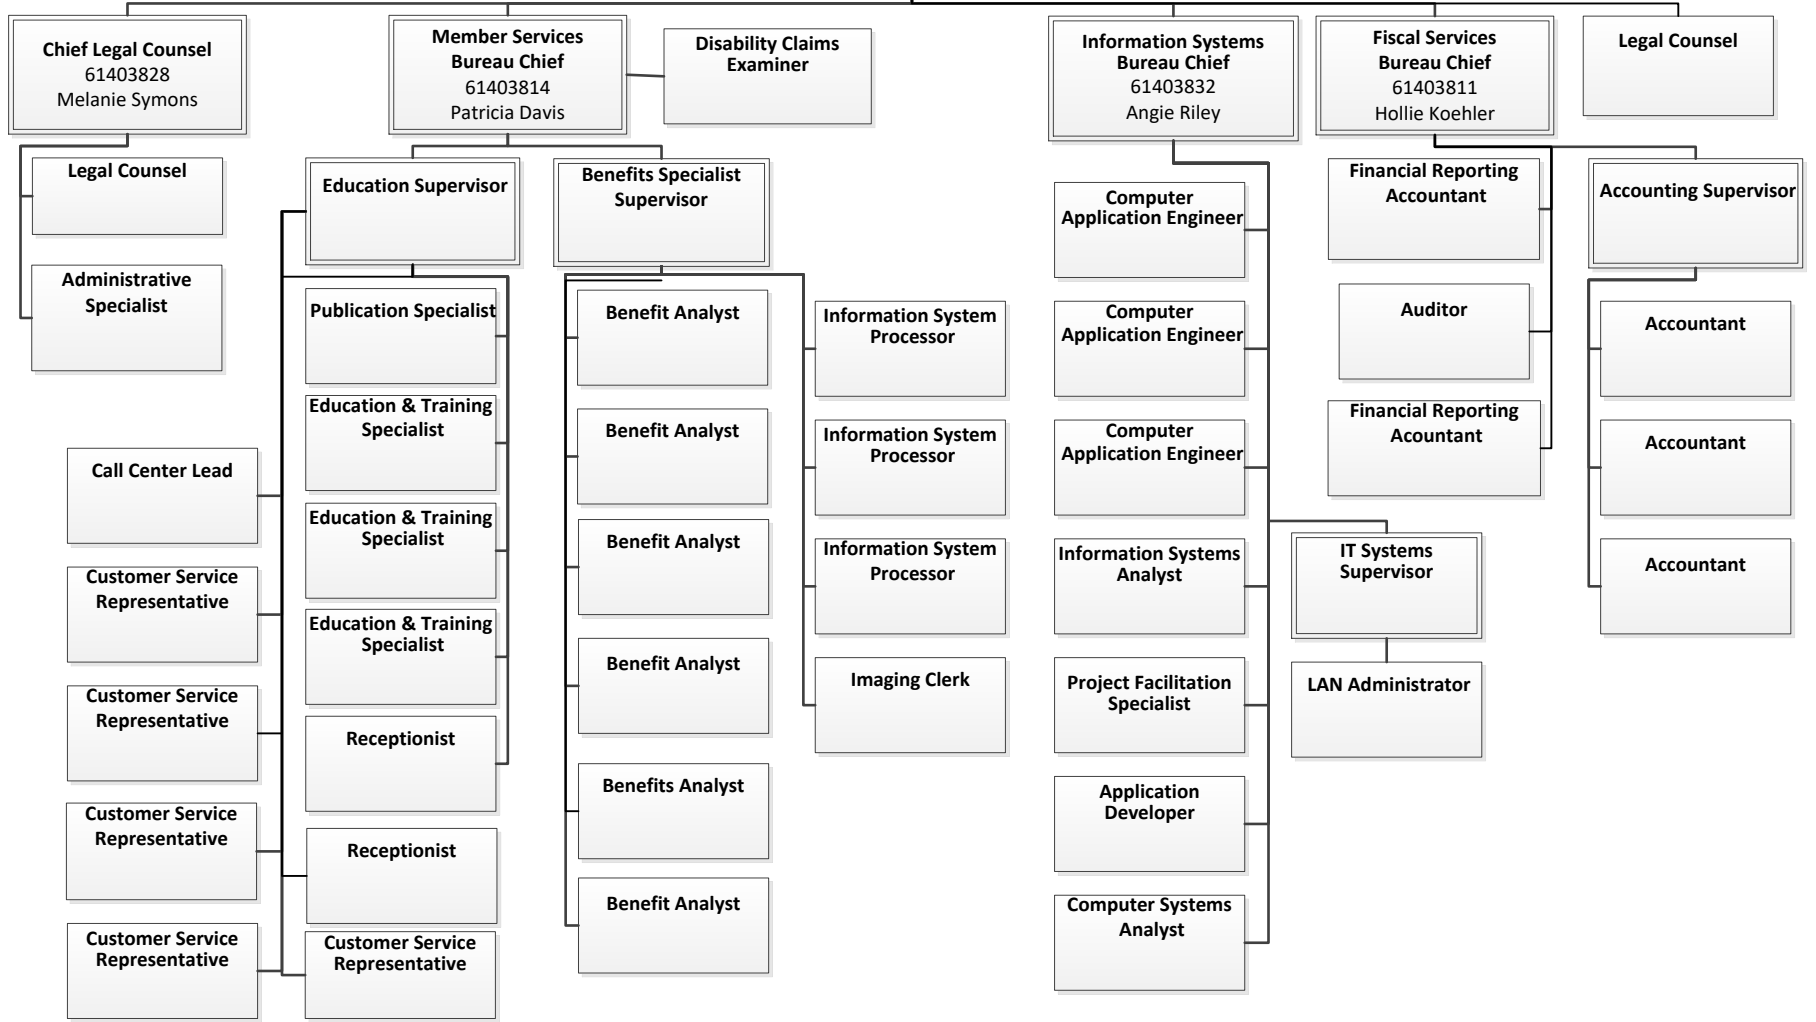 Chief Legal Counsel
61403828
Melanie Symons
Member Services
Bureau Chief
61403814
Patricia Davis
Disability Claims
Examiner
Information Systems
Bureau Chief
61403832
Angie Riley
Fiscal Services
Bureau Chief
61403811
Hollie Koehler
Legal Counsel
Legal Counsel
Administrative
Specialist
Education Supervisor
Publication Specialist
Education & Training
Specialist
Education & Training
Specialist
Education & Training
Specialist
Receptionist
Receptionist
Customer Service
Representative
Call Center Lead
Customer Service
Representative
Customer Service
Representative
Customer Service
Representative
Customer Service
Representative
Benefits Specialist
Supervisor
Benefit Analyst
Benefit Analyst
Benefit Analyst
Benefit Analyst
Benefits Analyst
Benefit Analyst
Information System
Processor
Information System
Processor
Information System
Processor
Imaging Clerk
Computer
Application Engineer
Computer
Application Engineer
Computer
Application Engineer
Information Systems
Analyst
Project Facilitation
Specialist
Application
Developer
Computer Systems
Analyst
IT Systems
Supervisor
LAN Administrator
Financial Reporting
Accountant
Auditor
Financial Reporting
Acountant
Accounting Supervisor
Accountant
Accountant
Accountant